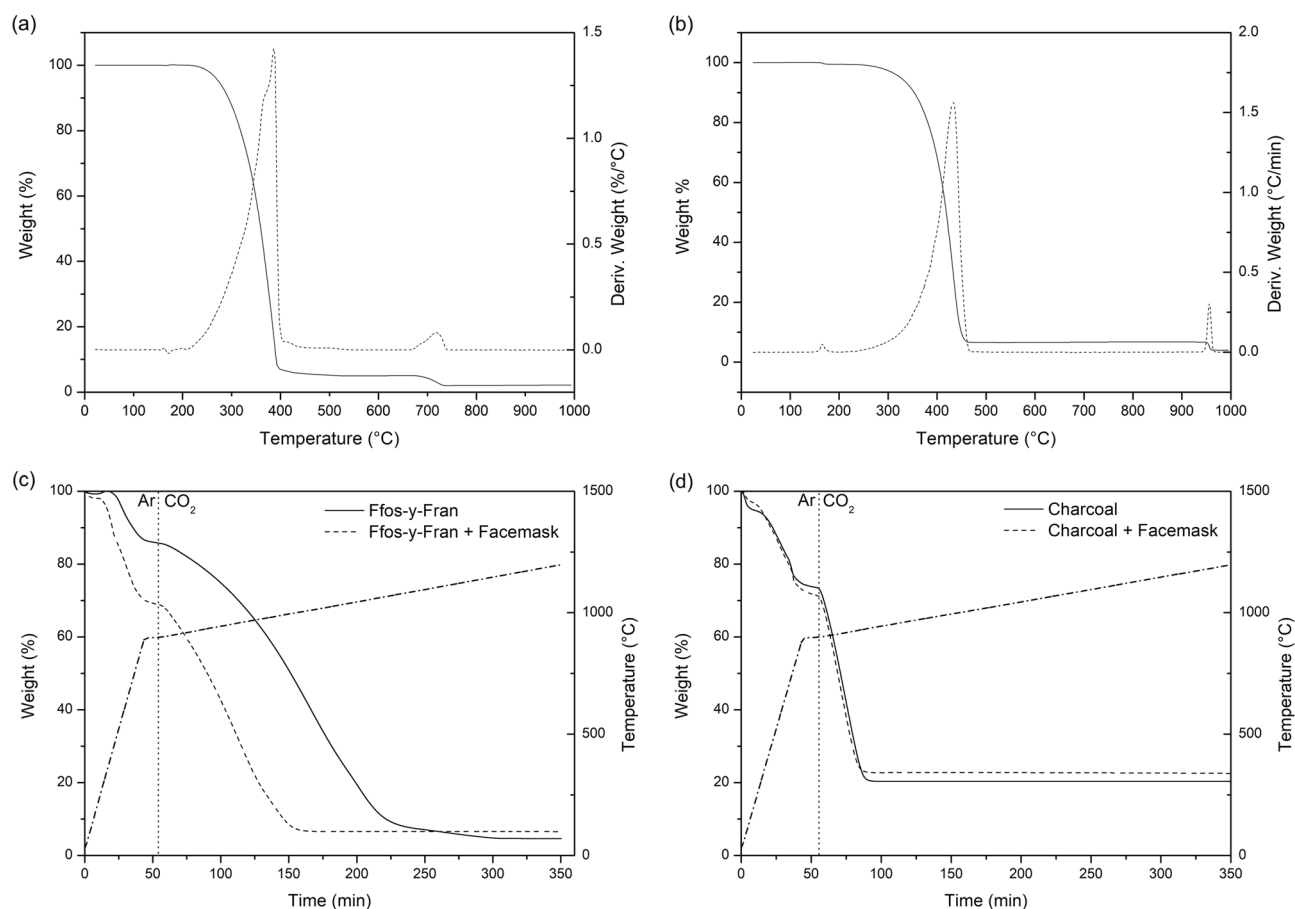 (a)
100
80
60
40
20
0
Weight (%)
1.5
1.0
0.5
0.0
Deriv. Weight (%/°C)
0 100 200 300 400 500 600 700 800 900 1000
Temperature (°C)
(b)
100
80
60
40
20
0
Weight %
2.0
1.5
1.0
0.5
0.0
Deriv. Weight (°C/min)
0 100 200 300 400 500 600 700 800 900 1000
Temperature (°C)
(c)
100
80
60
40
20
0
Weight (%)
Ar CO₂
Ffos-y-Fran
Ffos-y-Fran + Facemask
1500
1000
500
0
Temperature (°C)
0 50 100 150 200 250 300 350
Time (min)
(d)
100
80
60
40
20
0
Weight (%)
Ar CO₂
Charcoal
Charcoal + Facemask
1500
1000
500
0
Temperature (°C)
0 50 100 150 200 250 300 350
Time (min)